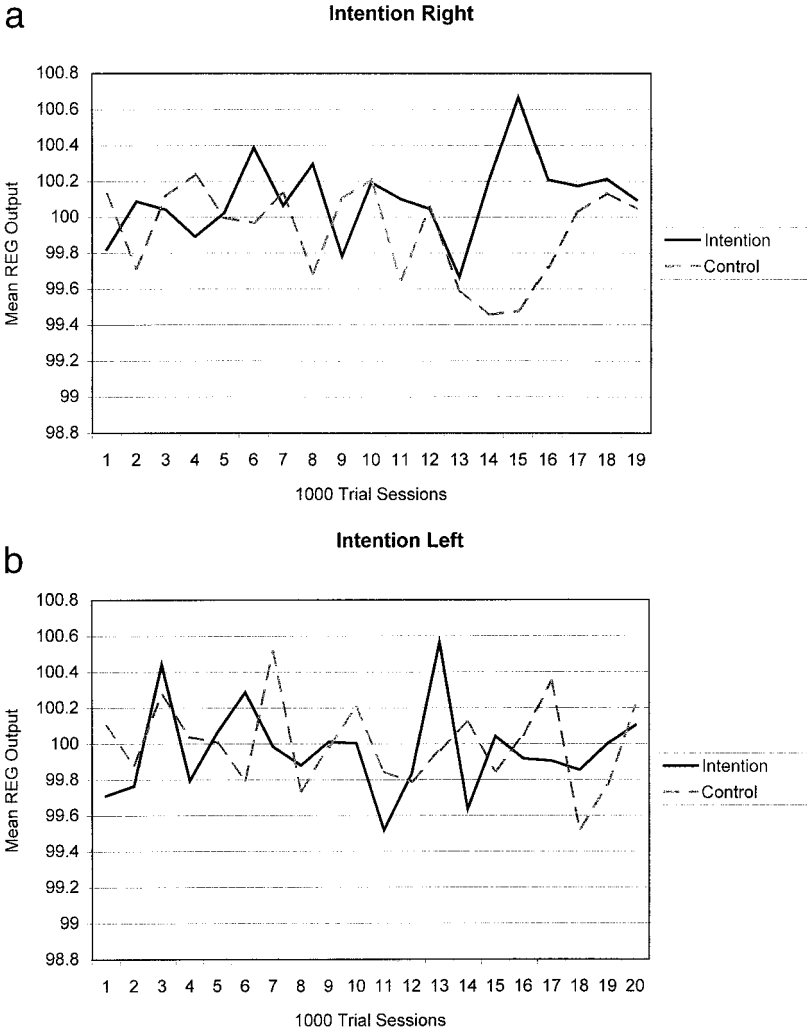 a
Intention Right
100.8
100.6
100.4
100.2
100
99.8
99.6
99.4
99.2
99
98.8
Mean REG Output
1 2 3 4 5 6 7 8 9 10 11 12 13 14 15 16 17 18 19
1000 Trial Sessions
Intention
Control
b
Intention Left
100.8
100.6
100.4
100.2
100
99.8
99.6
99.4
99.2
99
98.8
Mean REG Output
1 2 3 4 5 6 7 8 9 10 11 12 13 14 15 16 17 18 19 20
1000 Trial Sessions
Intention
Control